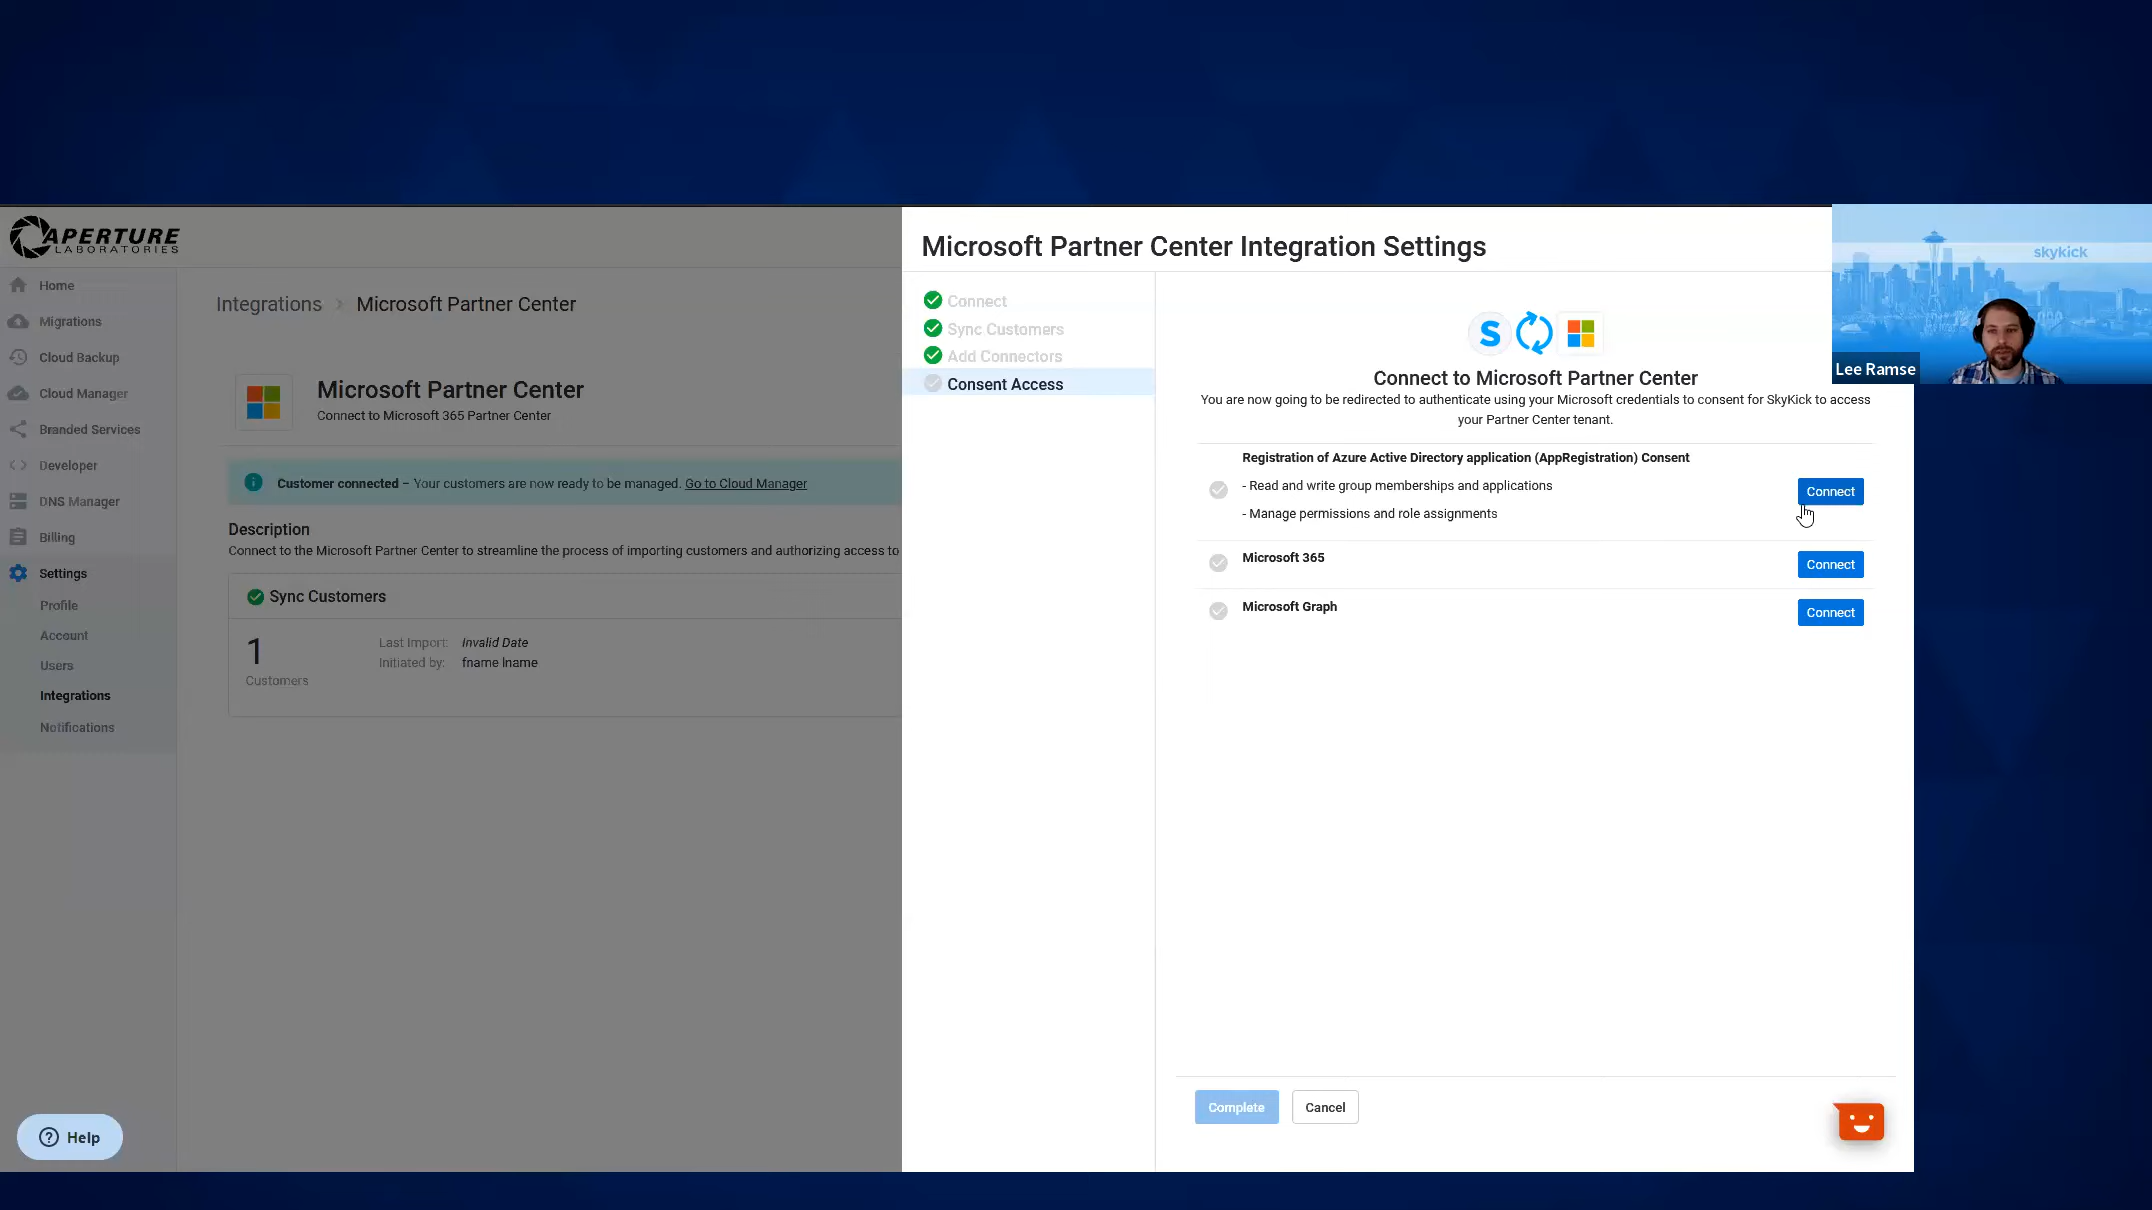 APERTURE
LABORATORIES
Home
Migrations
Cloud Backup
Cloud Manager
Branded Services
Developer
DNS Manager
Billing
Settings
Profile
Account
Users
Integrations
Notifications
Help
Integrations > Microsoft Partner Center
Microsoft Partner Center
Connect to Microsoft 365 Partner Center
Customer connected – Your customers are now ready to be managed. Go to Cloud Manager
Description
Connect to the Microsoft Partner Center to streamline the process of importing customers and authorizing access to
Sync Customers
1
Customers
Last Import: Invalid Date
Initiated by: fname lname
Microsoft Partner Center Integration Settings
Connect
Sync Customers
Add Connectors
Consent Access
S
Connect to Microsoft Partner Center
You are now going to be redirected to authenticate using your Microsoft credentials to consent for SkyKick to access
your Partner Center tenant.
Registration of Azure Active Directory application (AppRegistration) Consent
- Read and write group memberships and applications
- Manage permissions and role assignments
Connect
Microsoft 365
Connect
Microsoft Graph
Connect
Complete
Cancel
skykick
Lee Ramse